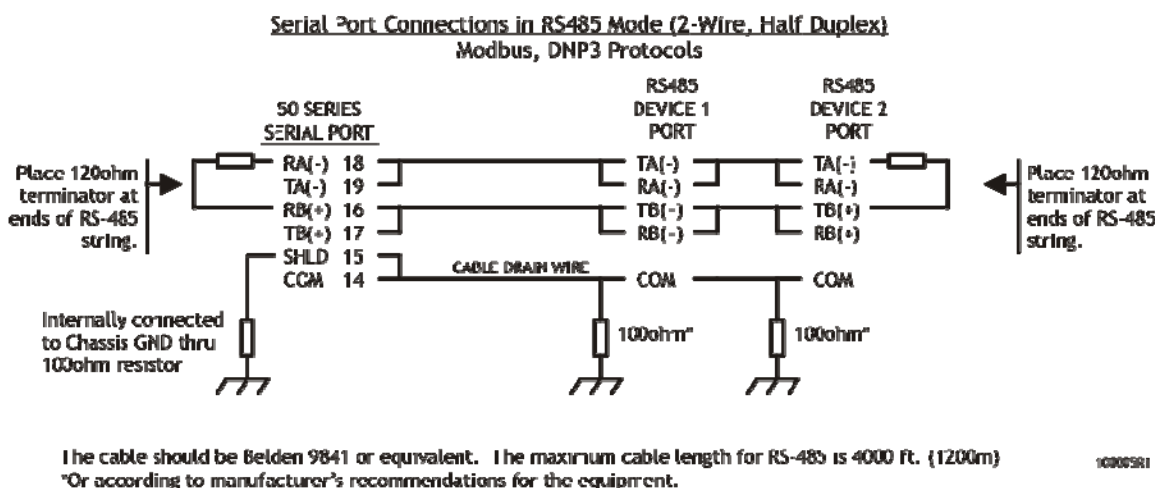 Serial Port Connections in RS485 Mode (2-Wire, Half Duplex)
Modbus, DNP3 Protocols
50 SERIES
SERIAL PORT
RS485
DEVICE 1
PORT
RS485
DEVICE 2
PORT
Place 120ohm
terminator at
ends of RS-485
string.
RA(-) 18
TA(-) 19
RB(+) 16
TB(+) 17
SHLD 15
COM 14
CABLE DRAIN WIRE
TA(-)
RA(-)
TB(-)
RB(-)
COM
TA(-)
RA(-)
TB(+)
RB(+)
COM
Place 120ohm
terminator at
ends of RS-485
string.
Internally connected
to Chassis GND thru
100ohm resistor
100ohm*
100ohm*
The cable should be Belden 9841 or equivalent. The maximum cable length for RS-485 is 4000 ft. (1200m)
*Or according to manufacturer's recommendations for the equipment.